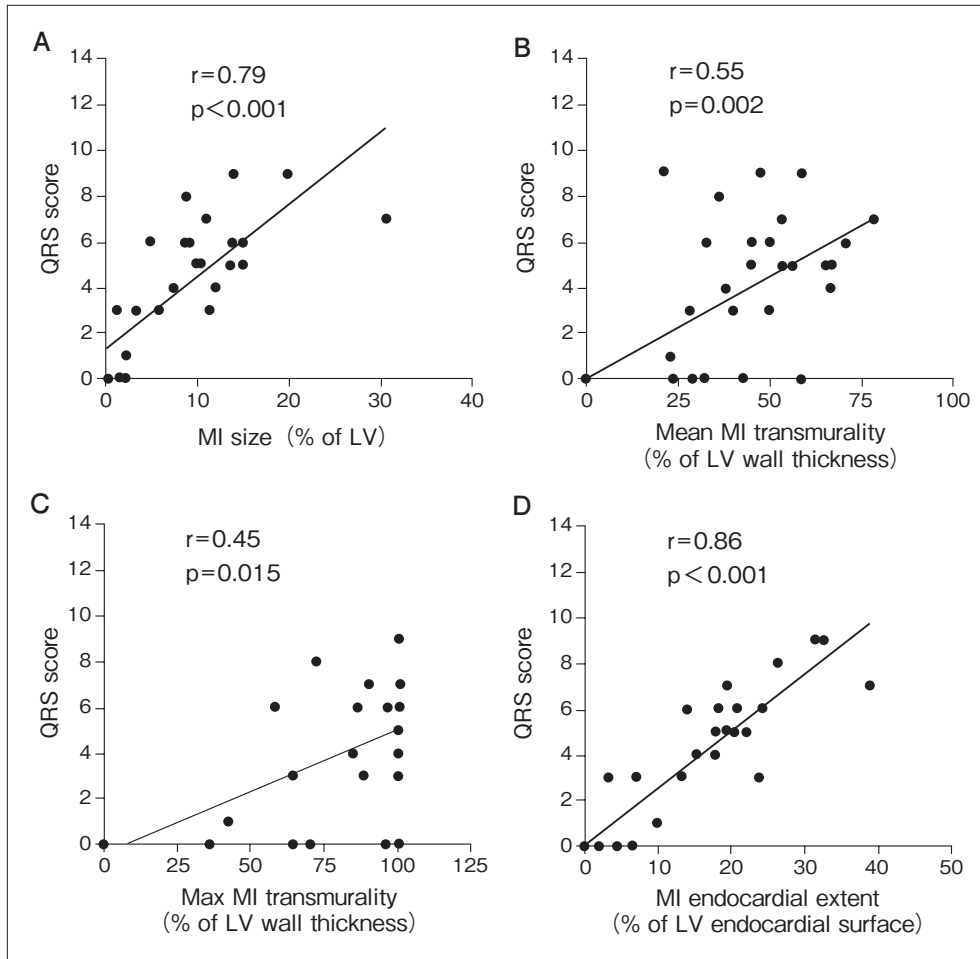 A
14
12
10
8
6
4
2
0
QRS score
r=0.79
p<0.001
0
10
20
30
40
MI size (% of LV)
B
14
12
10
8
6
4
2
0
QRS score
r=0.55
p=0.002
0
25
50
75
100
Mean MI transmurality
(% of LV wall thickness)
C
14
12
10
8
6
4
2
0
QRS score
r=0.45
p=0.015
0
25
50
75
100
125
Max MI transmurality
(% of LV wall thickness)
D
14
12
10
8
6
4
2
0
QRS score
r=0.86
p<0.001
0
10
20
30
40
50
MI endocardial extent
(% of LV endocardial surface)